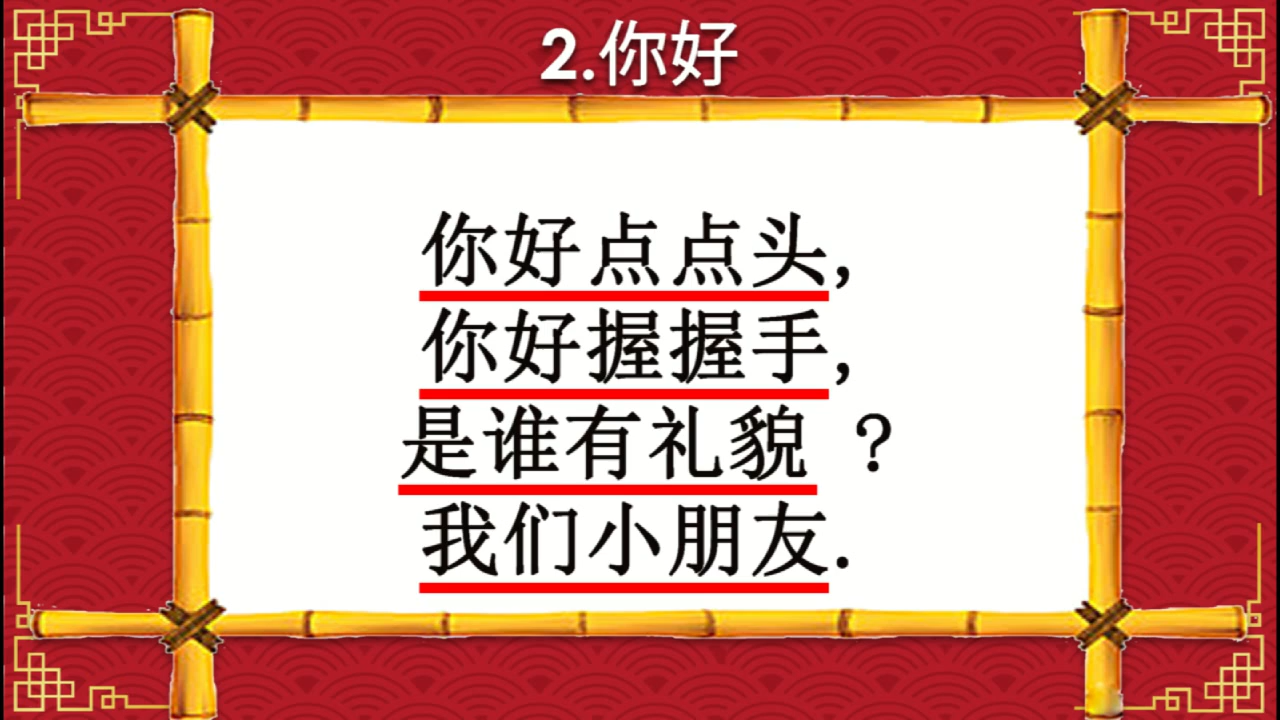 2.你好
你好点点头,
你好握握手,
是谁有礼貌 ?
我们小朋友.